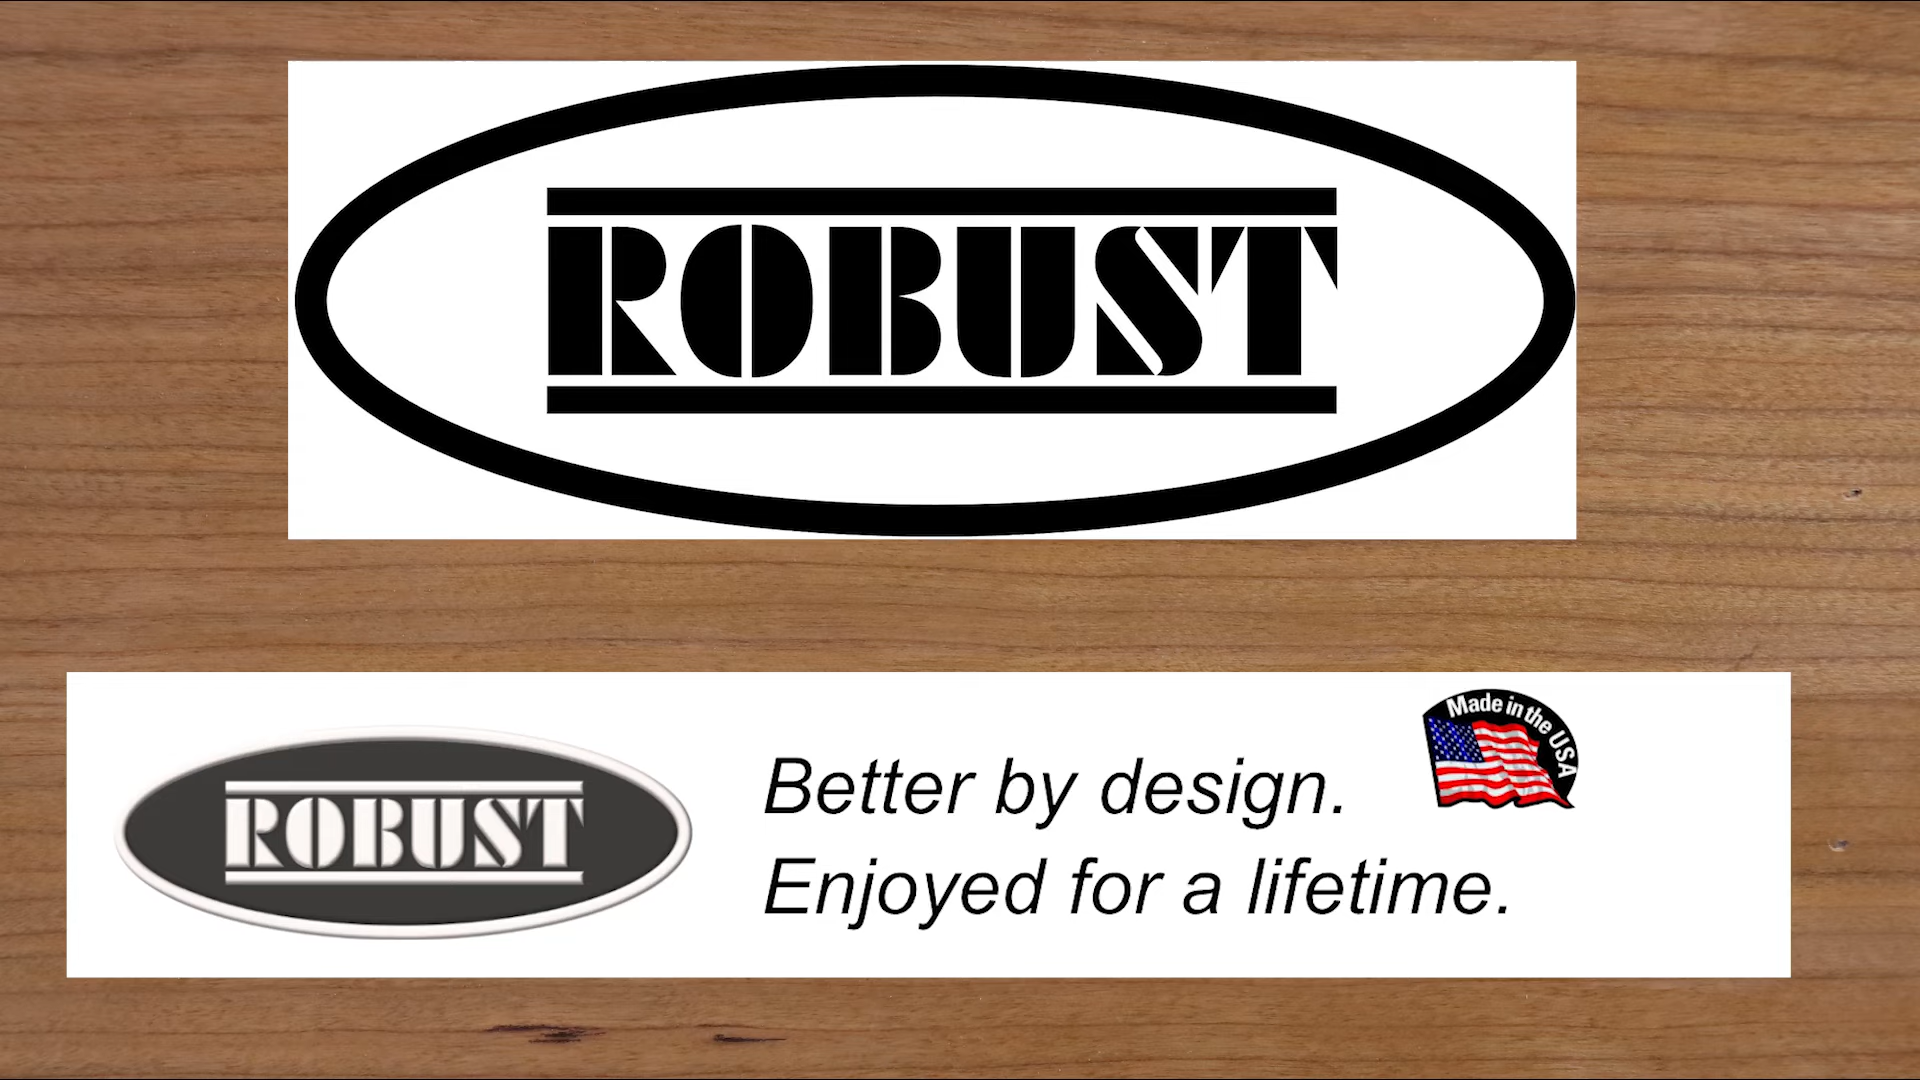 ROBUST
ROBUST
Better by design.
Enjoyed for a lifetime.
Made in the USA